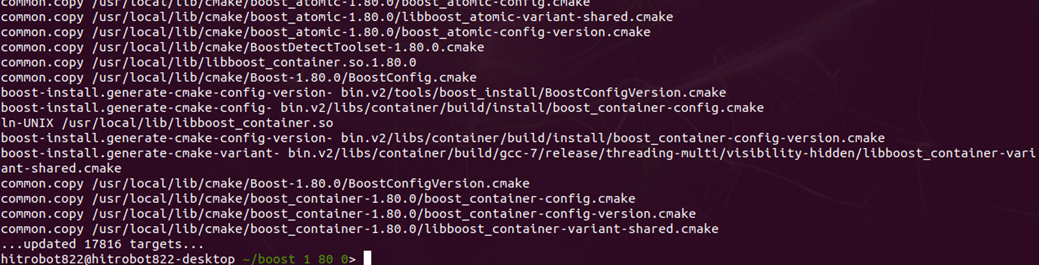 common.copy /usr/local/lib/cmake/boost_atomic-1.80.0/boost_atomic-config.cmake
common.copy /usr/local/lib/cmake/boost_atomic-1.80.0/libboost_atomic-variant-shared.cmake
common.copy /usr/local/lib/cmake/boost_atomic-1.80.0/boost_atomic-config-version.cmake
common.copy /usr/local/lib/cmake/BoostDetectToolset-1.80.0.cmake
common.copy /usr/local/lib/libboost_container.so.1.80.0
common.copy /usr/local/lib/cmake/Boost-1.80.0/BoostConfig.cmake
boost-install.generate-cmake-config-version- bin.v2/tools/boost_install/BoostConfigVersion.cmake
boost-install.generate-cmake-config- bin.v2/libs/container/build/install/boost_container-config.cmake
ln-UNIX /usr/local/lib/libboost_container.so
boost-install.generate-cmake-config-version- bin.v2/libs/container/build/install/boost_container-config-version.cmake
boost-install.generate-cmake-variant- bin.v2/libs/container/build/gcc-7/release/threading-multi/visibility-hidden/libboost_container-vari
ant-shared.cmake
common.copy /usr/local/lib/cmake/Boost-1.80.0/BoostConfigVersion.cmake
common.copy /usr/local/lib/cmake/boost_container-1.80.0/boost_container-config.cmake
common.copy /usr/local/lib/cmake/boost_container-1.80.0/boost_container-config-version.cmake
common.copy /usr/local/lib/cmake/boost_container-1.80.0/libboost_container-variant-shared.cmake
...updated 17816 targets...
hitrobot822@hitrobot822-desktop ~/boost_1_80_0>